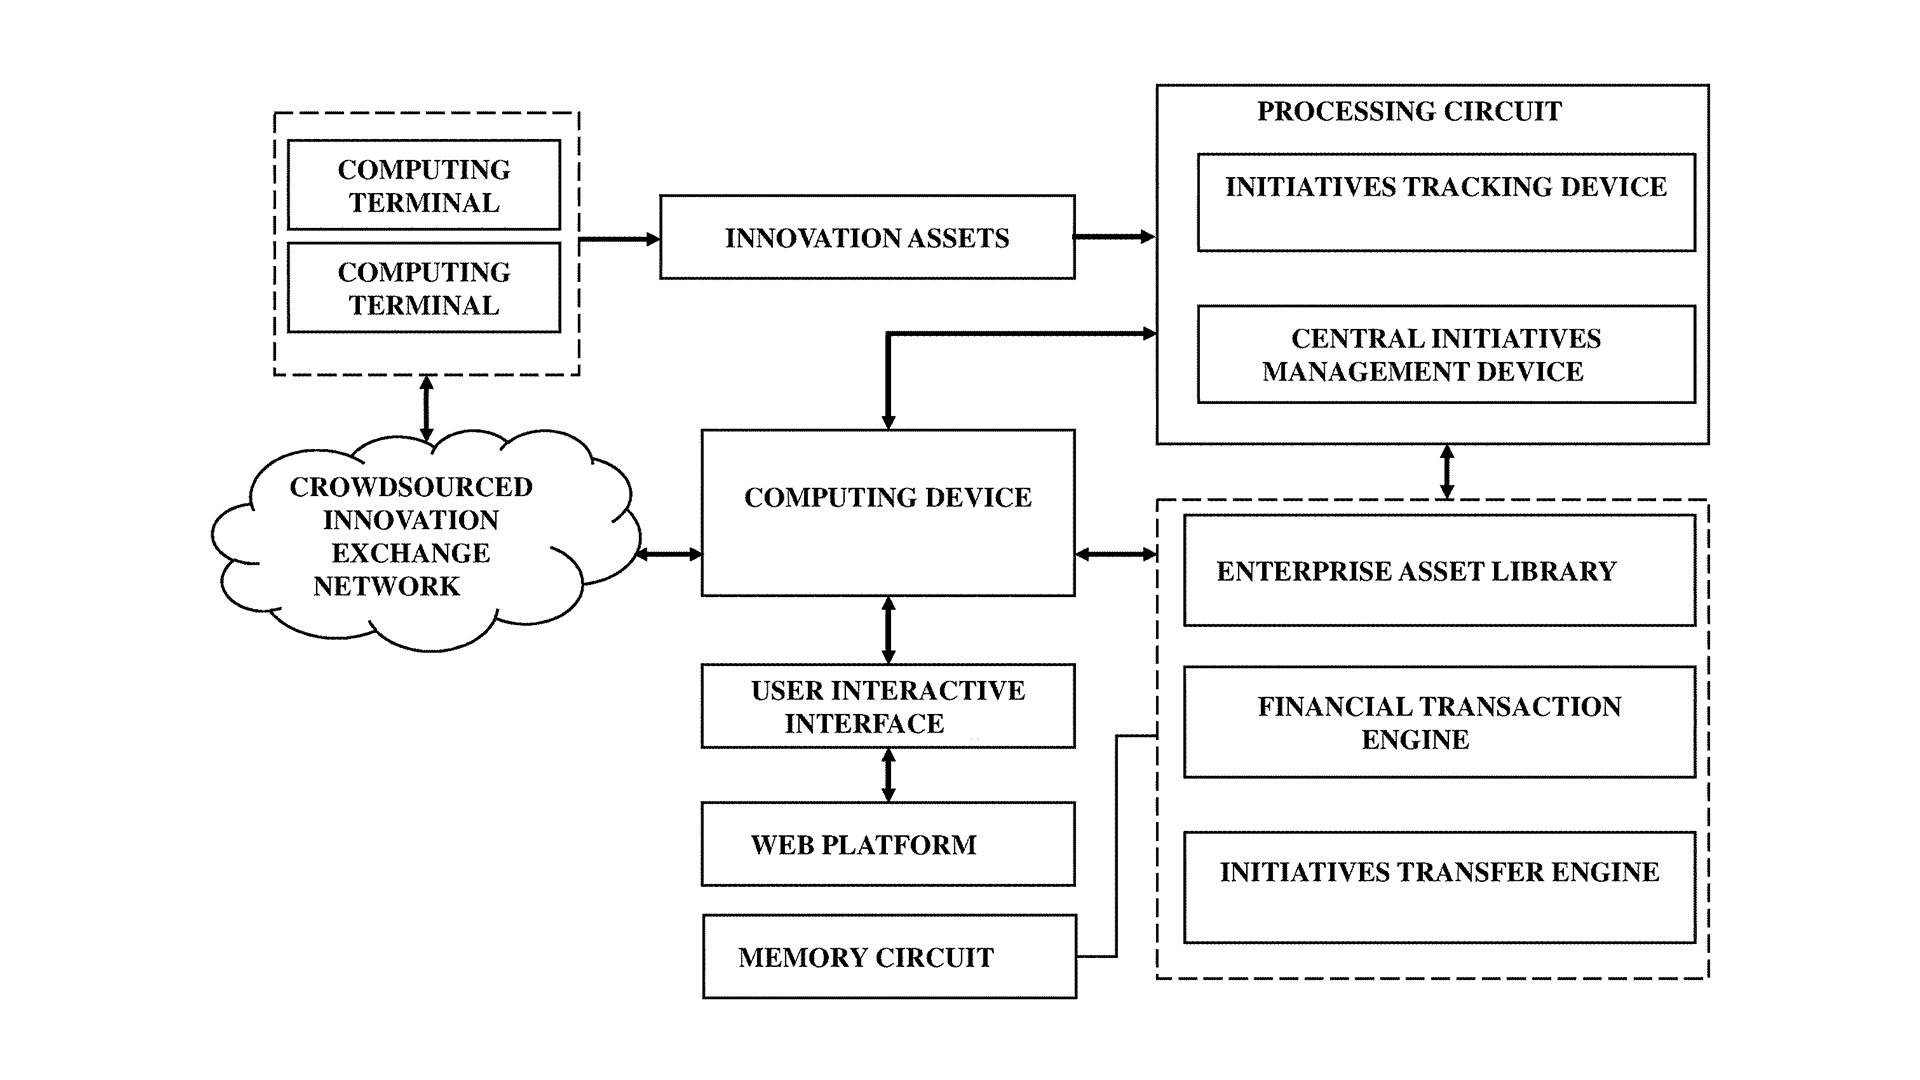 COMPUTING
TERMINAL
COMPUTING
TERMINAL
INNOVATION ASSETS
PROCESSING CIRCUIT
INITIATIVES TRACKING DEVICE
CENTRAL INITIATIVES
MANAGEMENT DEVICE
CROWDSOURCED
INNOVATION
EXCHANGE
NETWORK
COMPUTING DEVICE
ENTERPRISE ASSET LIBRARY
USER INTERACTIVE
INTERFACE
FINANCIAL TRANSACTION
ENGINE
WEB PLATFORM
INITIATIVES TRANSFER ENGINE
MEMORY CIRCUIT